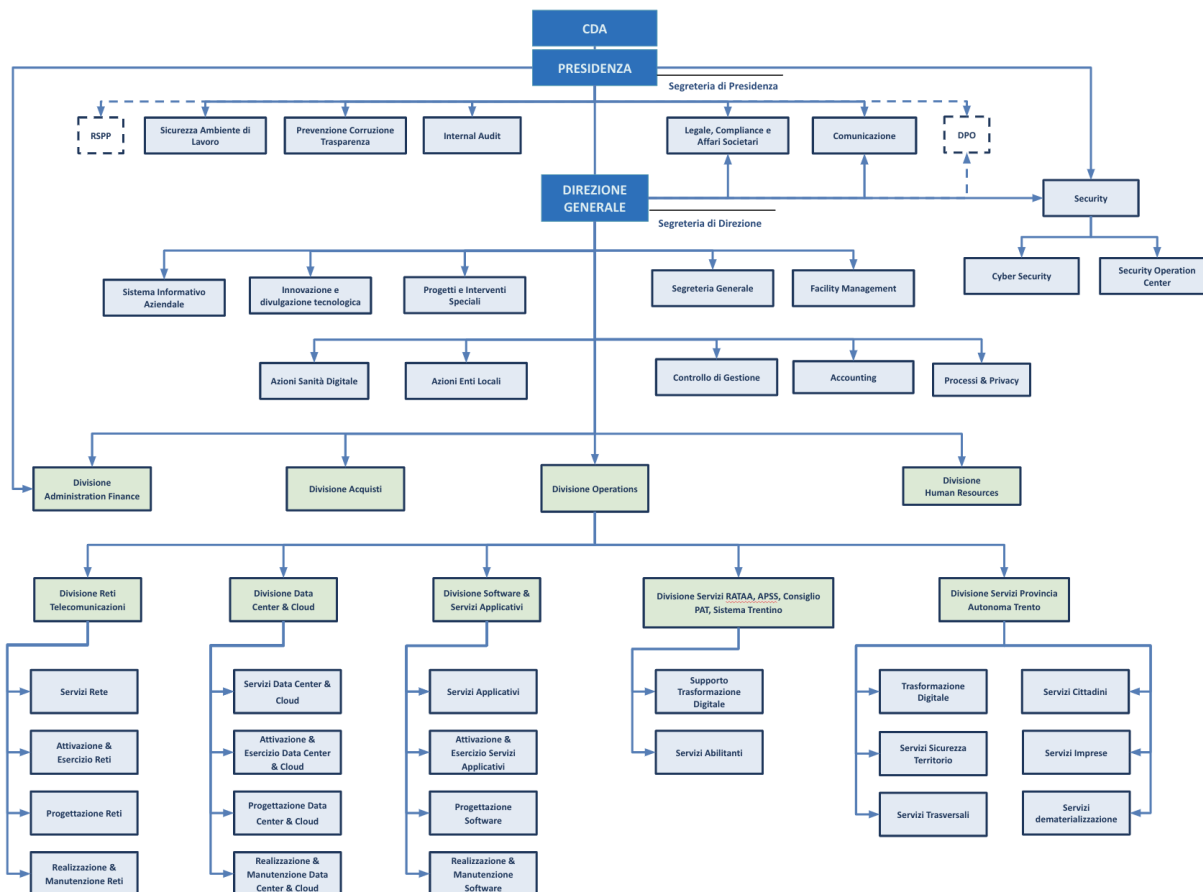 CDA
PRESIDENZA
Segreteria di Presidenza
RSPP
Sicurezza Ambiente di
Lavoro
Prevenzione Corruzione
Trasparenza
Internal Audit
Legale, Compliance e
Affari Societari
Comunicazione
DPO
DIREZIONE
GENERALE
Segreteria di Direzione
Security
Cyber Security
Security Operation
Center
Sistema Informativo
Aziendale
Innovazione e
divulgazione tecnologica
Progetti e Interventi
Speciali
Segreteria Generale
Facility Management
Azioni Sanità Digitale
Azioni Enti Locali
Controllo di Gestione
Accounting
Processi & Privacy
Divisione
Administration Finance
Divisione Acquisti
Divisione Operations
Divisione
Human Resources
Divisione Reti
Telecomunicazioni
Divisione Data
Center & Cloud
Divisione Software &
Servizi Applicativi
Divisione Servizi RATAA, APSS, Consiglio
PAT, Sistema Trentino
Divisione Servizi Provincia
Autonoma Trento
Servizi Rete
Servizi Data Center &
Cloud
Servizi Applicativi
Supporto
Trasformazione
Digitale
Trasformazione
Digitale
Servizi Cittadini
Attivazione &
Esercizio Reti
Attivazione &
Esercizio Data Center
& Cloud
Attivazione &
Esercizio Servizi
Applicativi
Servizi Abilitanti
Servizi Sicurezza
Territorio
Servizi Imprese
Progettazione Reti
Progettazione Data
Center & Cloud
Progettazione
Software
Servizi Trasversali
Servizi
dematerializzazione
Realizzazione &
Manutenzione Reti
Realizzazione &
Manutenzione Data
Center & Cloud
Realizzazione &
Manutenzione
Software